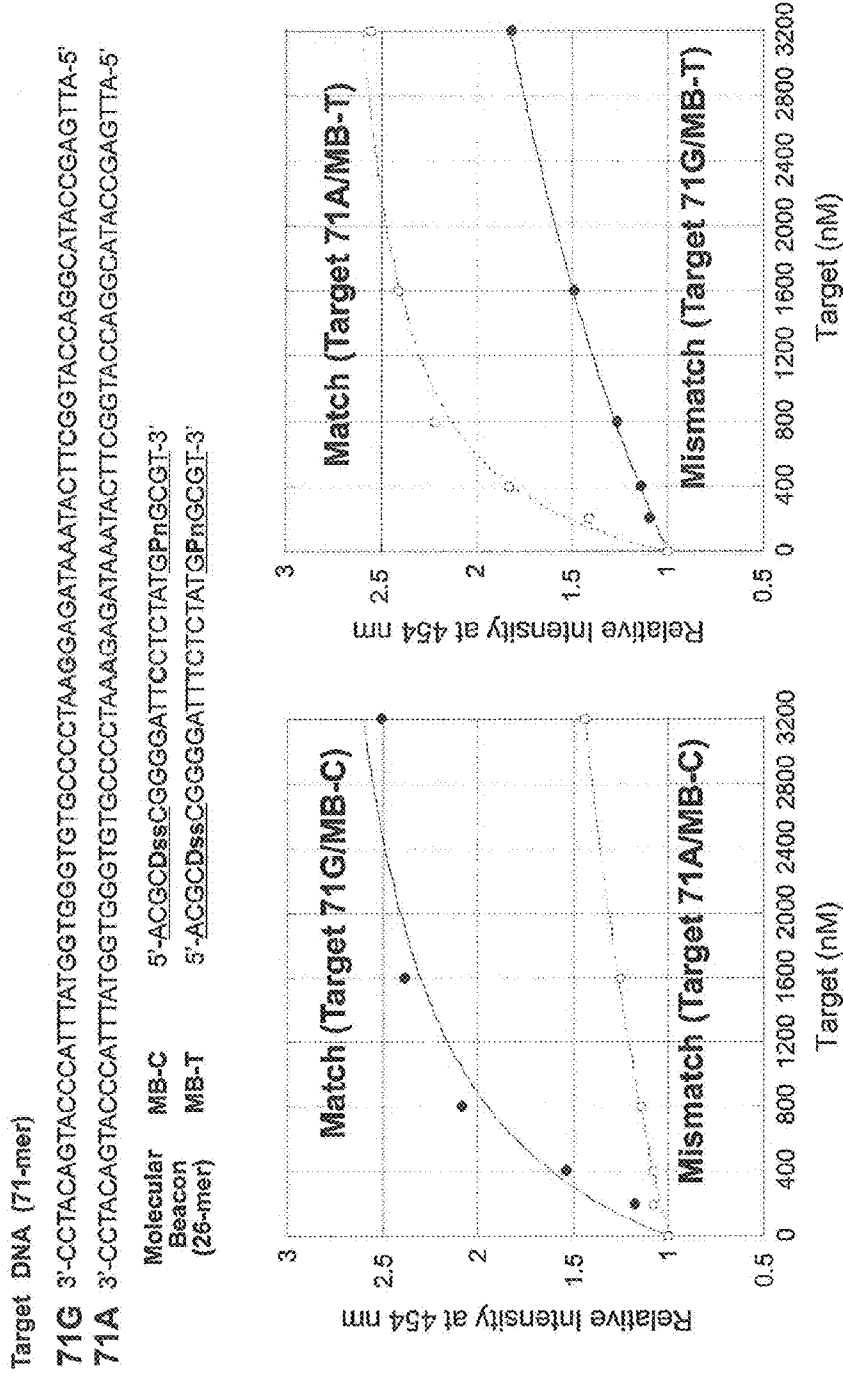 Target DNA (71-mer)
71G 3'-CCTACAGTACCCATTTATGGTGGGTGTGCCCCTAAGGAGATAAATACTTCGGTACCAGGCATACCGAGTTA-5'
71A 3'-CCTACAGTACCCATTTATGGTGGGTGTGCCCCTAAAGAGATAAATACTTCGGTACCAGGCATACCGAGTTA-5'
Molecular Beacon (26-mer)
MB-C 5'-ACGCDssCGGGGATTCCTCTATGPnGCGT-3'
MB-T 5'-ACGCDssCGGGGATTTCTCTATGPnGCGT-3'
Relative Intensity at 454 nm
3
2.5
2
1.5
1
0.5
Match (Target 71G/MB-C)
Mismatch (Target 71A/MB-C)
0 400 800 1200 1600 2000 2400 2800 3200
Target (nM)
Relative Intensity at 454 nm
3
2.5
2
1.5
1
0.5
Match (Target 71A/MB-T)
Mismatch (Target 71G/MB-T)
0 400 800 1200 1600 2000 2400 2800 3200
Target (nM)